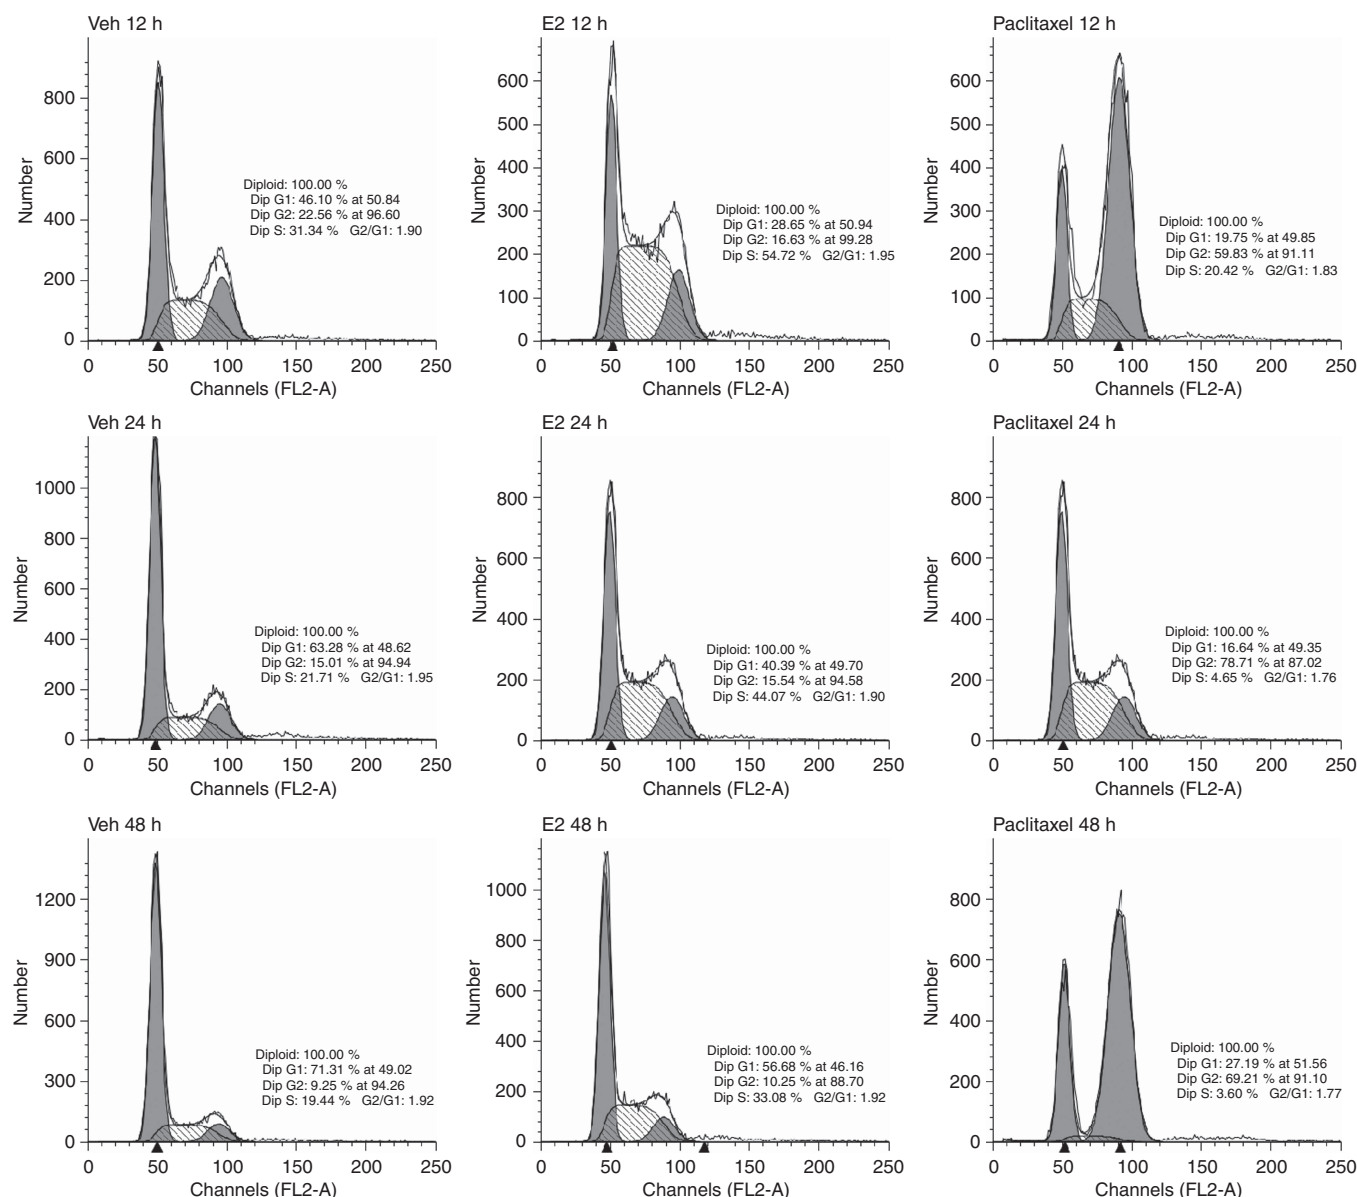 Veh 12 h
Number
800
600
400
200
0
Diploid: 100.00 %
Dip G1: 46.10 % at 50.84
Dip G2: 22.56 % at 96.60
Dip S: 31.34 % G2/G1: 1.90
0 50 100 150 200 250
Channels (FL2-A)
E2 12 h
Number
600
500
400
300
200
100
0
Diploid: 100.00 %
Dip G1: 28.65 % at 50.94
Dip G2: 16.63 % at 99.28
Dip S: 54.72 % G2/G1: 1.95
0 50 100 150 200 250
Channels (FL2-A)
Paclitaxel 12 h
Number
600
500
400
300
200
100
0
Diploid: 100.00 %
Dip G1: 19.75 % at 49.85
Dip G2: 59.83 % at 91.11
Dip S: 20.42 % G2/G1: 1.83
0 50 100 150 200 250
Channels (FL2-A)
Veh 24 h
Number
1000
800
600
400
200
0
Diploid: 100.00 %
Dip G1: 63.28 % at 48.62
Dip G2: 15.01 % at 94.94
Dip S: 21.71 % G2/G1: 1.95
0 50 100 150 200 250
Channels (FL2-A)
E2 24 h
Number
800
600
400
200
0
Diploid: 100.00 %
Dip G1: 40.39 % at 49.70
Dip G2: 15.54 % at 94.58
Dip S: 44.07 % G2/G1: 1.90
0 50 100 150 200 250
Channels (FL2-A)
Paclitaxel 24 h
Number
800
600
400
200
0
Diploid: 100.00 %
Dip G1: 16.64 % at 49.35
Dip G2: 78.71 % at 87.02
Dip S: 4.65 % G2/G1: 1.76
0 50 100 150 200 250
Channels (FL2-A)
Veh 48 h
Number
1200
900
600
300
0
Diploid: 100.00 %
Dip G1: 71.31 % at 49.02
Dip G2: 9.25 % at 94.26
Dip S: 19.44 % G2/G1: 1.92
0 50 100 150 200 250
Channels (FL2-A)
E2 48 h
Number
1000
800
600
400
200
0
Diploid: 100.00 %
Dip G1: 56.68 % at 46.16
Dip G2: 10.25 % at 88.70
Dip S: 33.08 % G2/G1: 1.92
0 50 100 150 200 250
Channels (FL2-A)
Paclitaxel 48 h
Number
800
600
400
200
0
Diploid: 100.00 %
Dip G1: 27.19 % at 51.56
Dip G2: 69.21 % at 91.10
Dip S: 3.60 % G2/G1: 1.77
0 50 100 150 200 250
Channels (FL2-A)